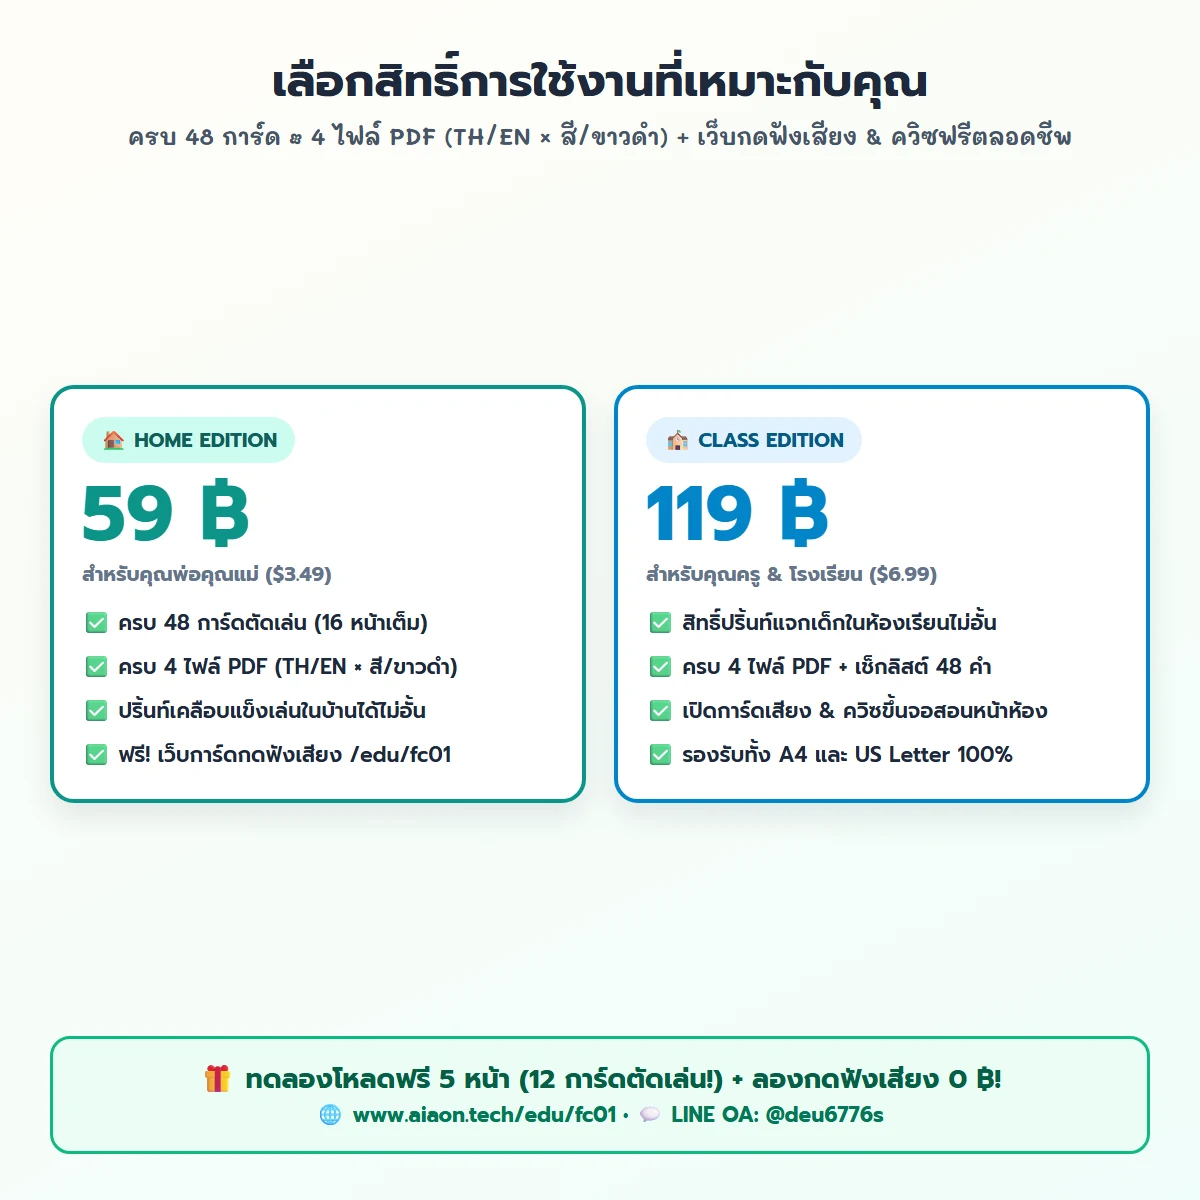 เลือกสิทธิ์การใช้งานที่เหมาะกับคุณ
ครบ 48 การ์ด ๛ 4 ไฟล์ PDF (TH/EN × สี/ขาวดำ) + เว็บกดฟังเสียง & ควิซฟรีตลอดชีพ
🏠 HOME EDITION
59 ฿
สำหรับคุณพ่อคุณแม่ ($3.49)
✅ ครบ 48 การ์ดตัดเล่น (16 หน้าเต็ม)
✅ ครบ 4 ไฟล์ PDF (TH/EN × สี/ขาวดำ)
✅ ปริ้นท์เคลือบแข็งเล่นในบ้านได้ไม่อั้น
✅ ฟรี! เว็บการ์ดกดฟังเสียง /edu/fc01
🏫 CLASS EDITION
119 ฿
สำหรับคุณครู & โรงเรียน ($6.99)
✅ สิทธิ์ปริ้นท์แจกเด็กในห้องเรียนไม่อั้น
✅ ครบ 4 ไฟล์ PDF + เช็กลิสต์ 48 คำ
✅ เปิดการ์ดเสียง & ควิซขึ้นจอสอนหน้าห้อง
✅ รองรับทั้ง A4 และ US Letter 100%
🎁 ทดลองโหลดฟรี 5 หน้า (12 การ์ดตัดเล่น!) + ลองกดฟังเสียง 0 ฿!
🌐 www.aiaon.tech/edu/fc01 • 💬 LINE OA: @deu6776s